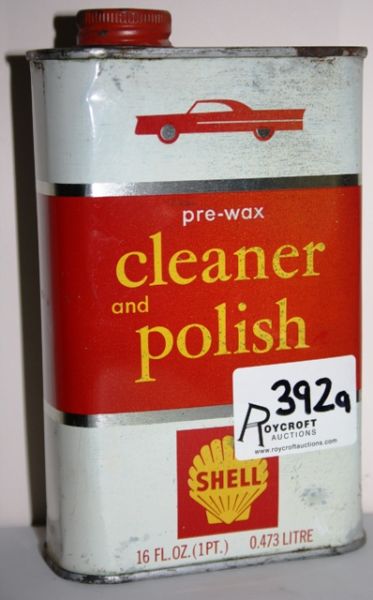 pre-wax
cleaner
and
polish
392a
ROYCROFT
AUCTIONS
www.roycroftauctions.com
SHELL
16 FL.OZ.(1PT.) 0.473 LITRE